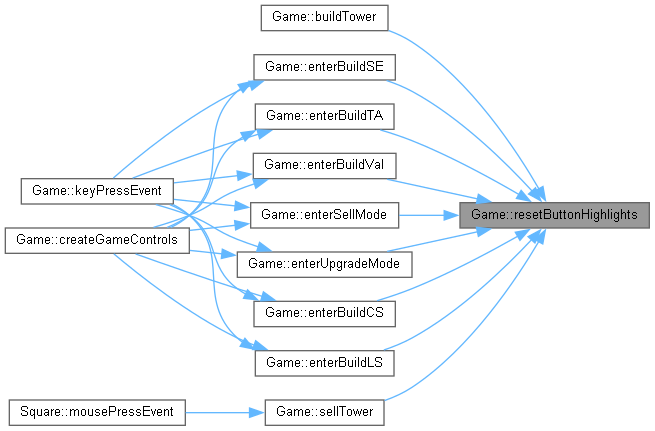 Game::buildTower
Game::enterBuildSE
Game::enterBuildTA
Game::enterBuildVal
Game::keyPressEvent
Game::enterSellMode
Game::resetButtonHighlights
Game::createGameControls
Game::enterUpgradeMode
Game::enterBuildCS
Game::enterBuildLS
Square::mousePressEvent
Game::sellTower